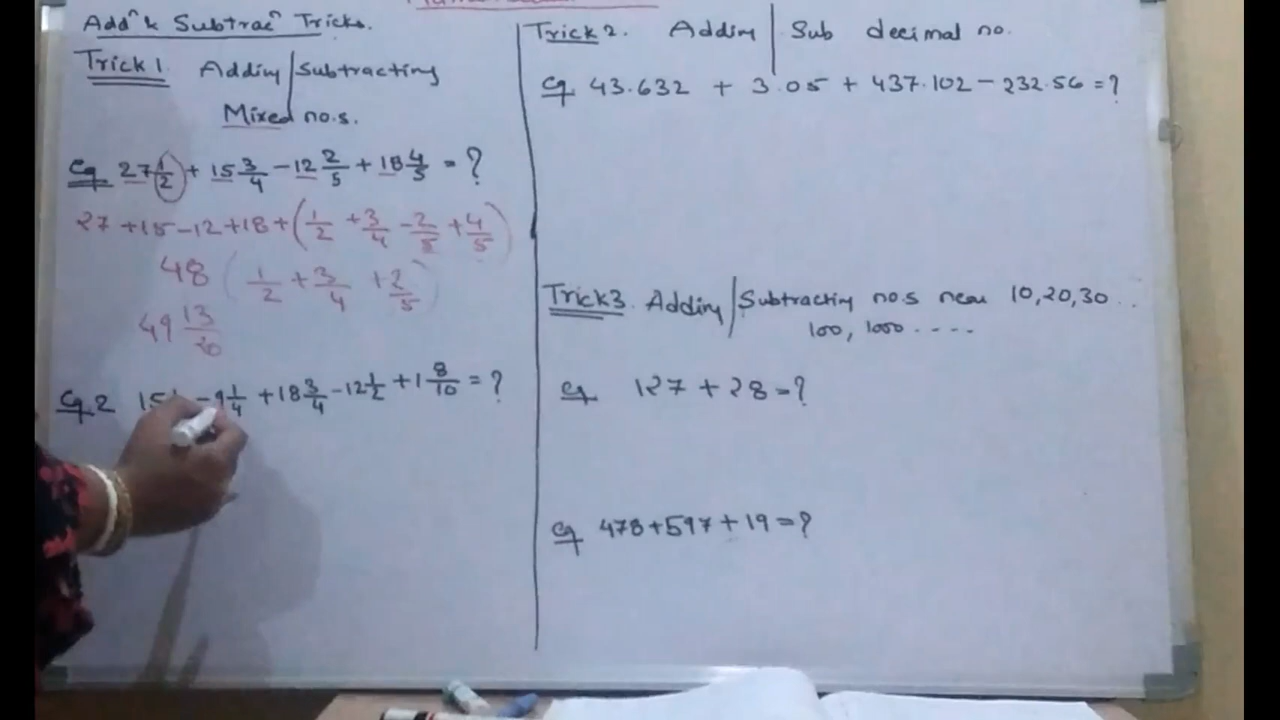 Addⁿ & Subtracⁿ Tricks.
Trick 1. Adding/Subtracting
Mixed no.s.
Eg 27 1/2 + 15 3/4 - 12 2/5 + 18 4/5 = ?
27 + 15 - 12 + 18 + (1/2 + 3/4 - 2/5 + 4/5)
48 (1/2 + 3/4 + 2/5)
49 13/20
Eg. 2 15 - 9 1/4 + 18 3/4 - 12 1/2 + 1 8/10 = ?
Trick 2. Adding | Sub decimal no.
Eg. 43.632 + 3.05 + 437.102 - 232.56 = ?
Trick 3. Adding/Subtracting no.s near 10, 20, 30...
100, 1000 ....
Eg. 127 + 28 = ?
Eg 478 + 597 + 19 = ?